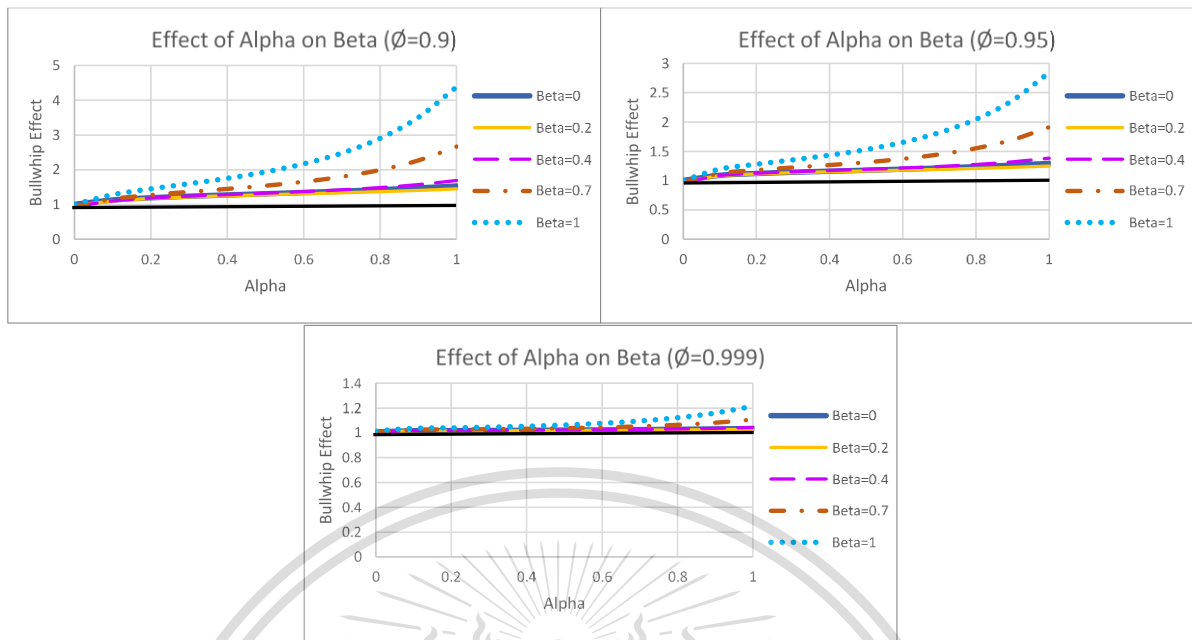 Effect of Alpha on Beta (Ø=0.9)
Bullwhip Effect
5
4
3
2
1
0
0 0.2 0.4 0.6 0.8 1
Alpha
Beta=0
Beta=0.2
Beta=0.4
Beta=0.7
Beta=1
Effect of Alpha on Beta (Ø=0.95)
Bullwhip Effect
3
2.5
2
1.5
1
0.5
0
0 0.2 0.4 0.6 0.8 1
Alpha
Beta=0
Beta=0.2
Beta=0.4
Beta=0.7
Beta=1
Effect of Alpha on Beta (Ø=0.999)
Bullwhip Effect
1.4
1.2
1
0.8
0.6
0.4
0.2
0
0 0.2 0.4 0.6 0.8 1
Alpha
Beta=0
Beta=0.2
Beta=0.4
Beta=0.7
Beta=1